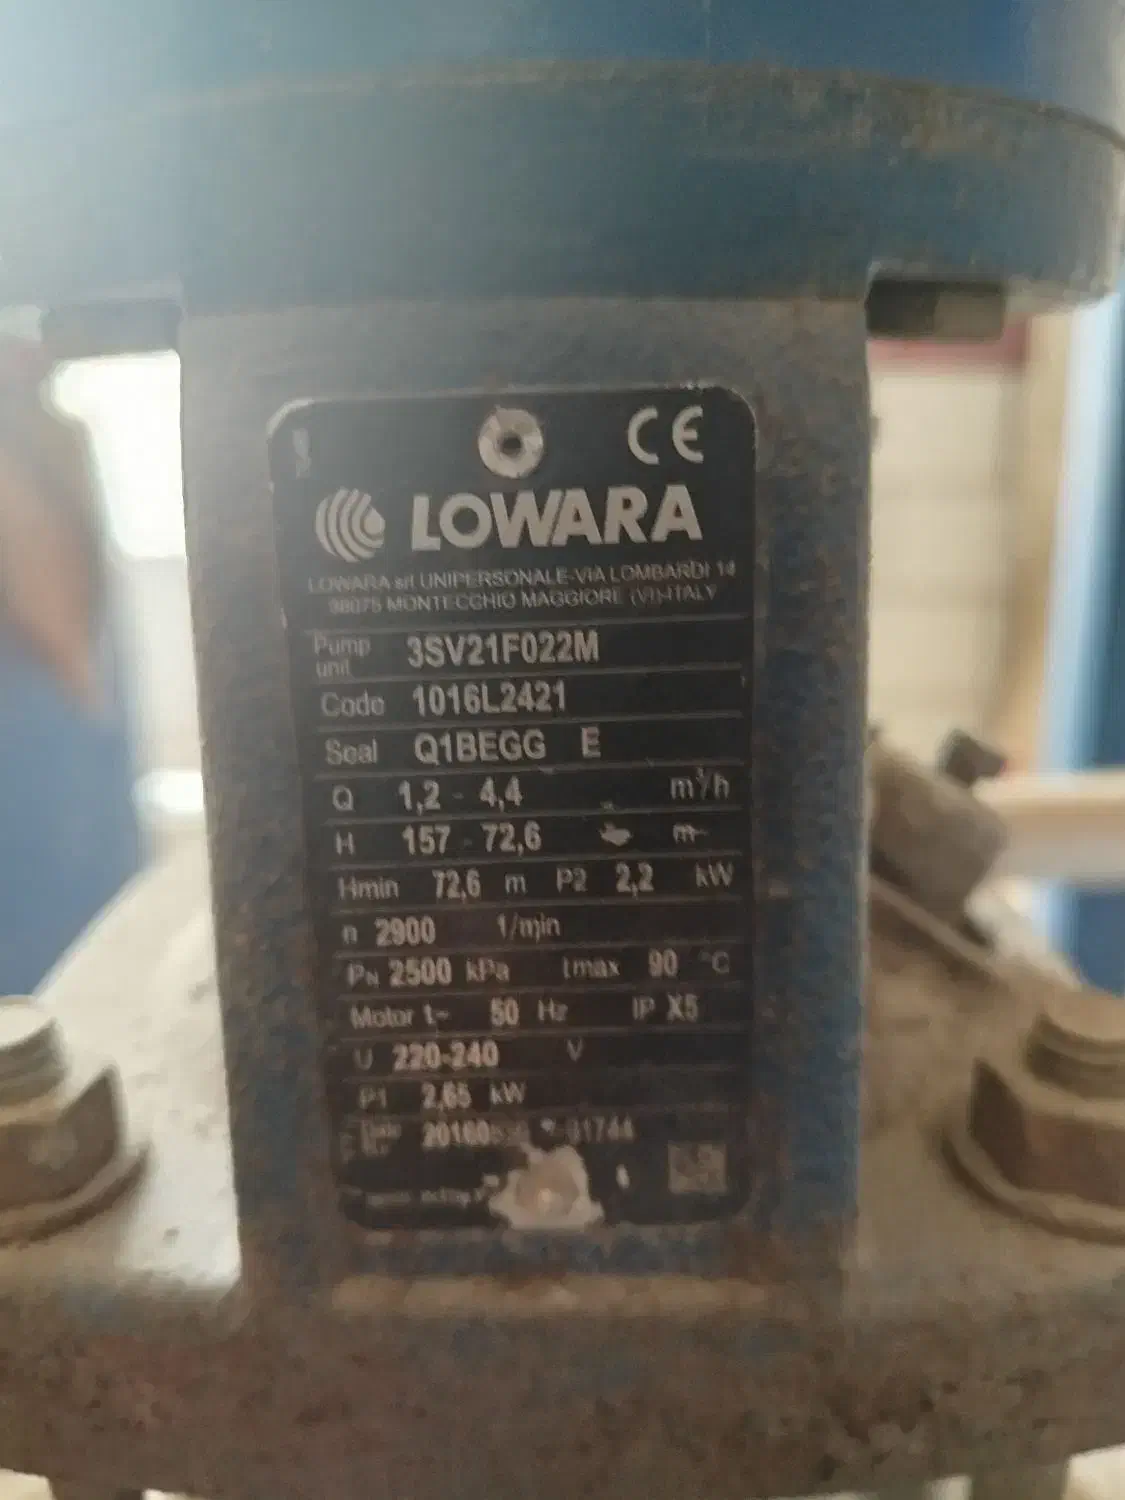 CE
LOWARA
LOWARA srl UNIPERSONALE-VIA LOMBARDI 14
36075 MONTECCHIO MAGGIORE (VI)-ITALY
Pump unit 3SV21F022M
Code 1016L2421
Seal Q1BEGG E
Q 1,2 - 4,4 m³/h
H 157 - 72,6 m
Hmin 72,6 m P2 2,2 kW
n 2900 1/min
PN 2500 kPa tmax 90 °C
Motor 1~ 50 Hz IP X5
U 220-240 V
P1 2,65 kW